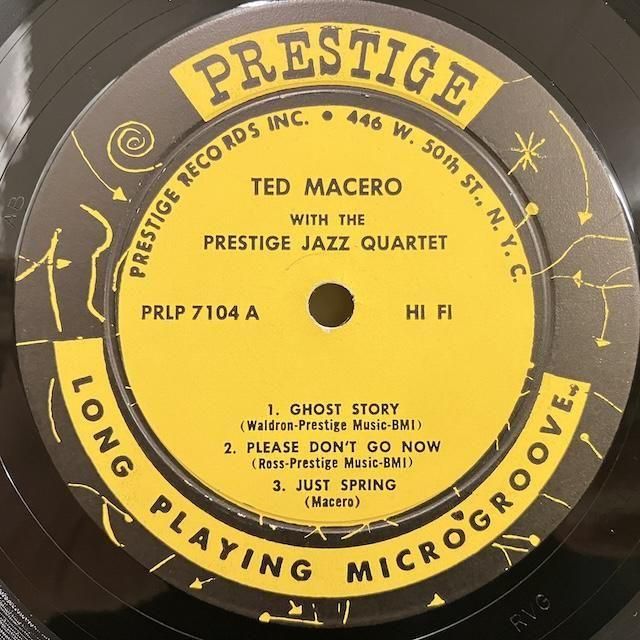 PRESTIGE
PRESTIGE RECORDS INC. • 446 W. 50th ST., N.Y.C.
TED MACERO
WITH THE
PRESTIGE JAZZ QUARTET
PRLP 7104 A
HI FI
1. GHOST STORY
(Waldron-Prestige Music-BMI)
2. PLEASE DON'T GO NOW
(Ross-Prestige Music-BMI)
3. JUST SPRING
(Macero)
LONG PLAYING MICROGROOVE
RVG
AB